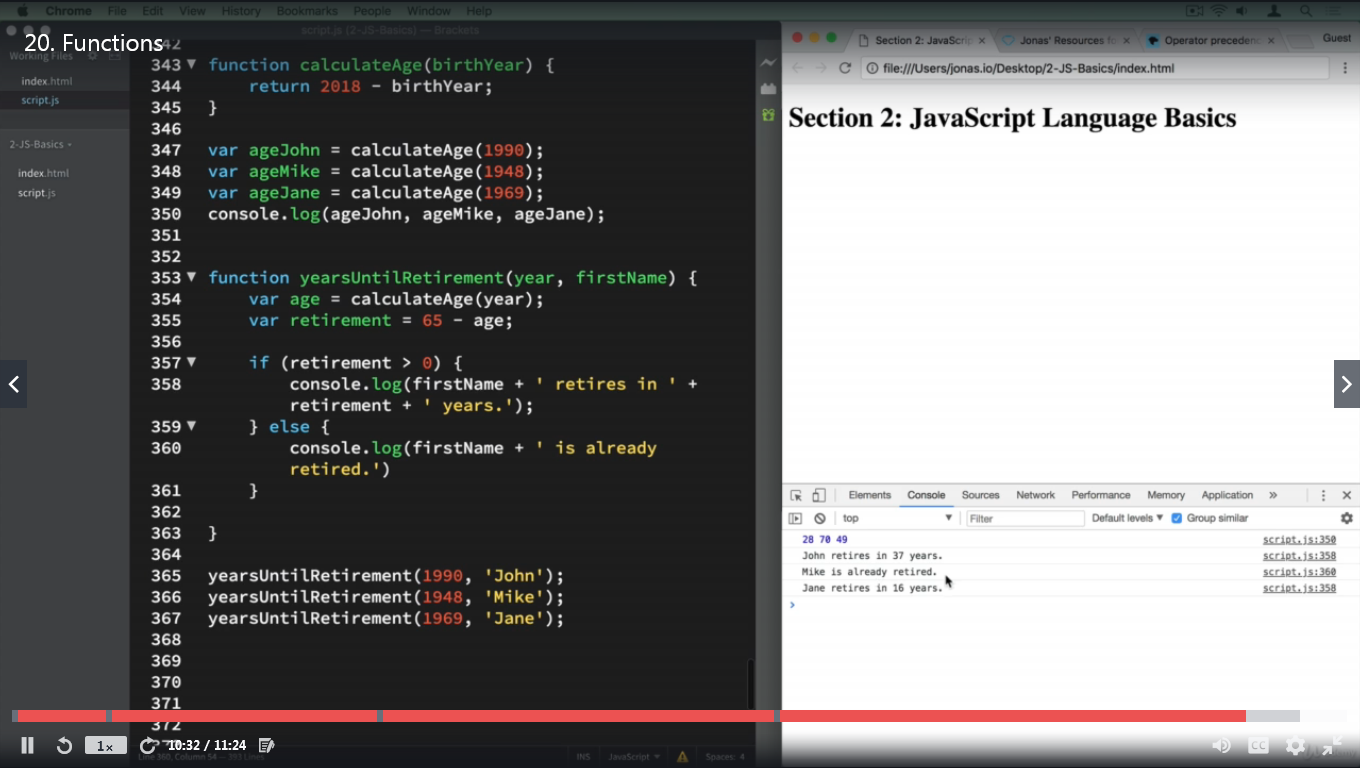 Chrome File Edit View History Bookmarks People Window Help
script.js (2-JS-Basics) — Brackets
20. Functions
Working Files
index.html
script.js
2-JS-Basics
index.html
script.js
342
343 function calculateAge(birthYear) {
344 return 2018 - birthYear;
345 }
346
347 var ageJohn = calculateAge(1990);
348 var ageMike = calculateAge(1948);
349 var ageJane = calculateAge(1969);
350 console.log(ageJohn, ageMike, ageJane);
351
352
353 function yearsUntilRetirement(year, firstName) {
354 var age = calculateAge(year);
355 var retirement = 65 - age;
356
357 if (retirement > 0) {
358 console.log(firstName + ' retires in ' +
retirement + ' years.');
359 } else {
360 console.log(firstName + ' is already
retired.')
361 }
362
363 }
364
365 yearsUntilRetirement(1990, 'John');
366 yearsUntilRetirement(1948, 'Mike');
367 yearsUntilRetirement(1969, 'Jane');
368
369
370
371
372
Line 360, Column 54 — 393 Lines
INS JavaScript Spaces: 4
Section 2: JavaScrip × Jonas' Resources fo × Operator precedenc × Guest
file:///Users/jonas.io/Desktop/2-JS-Basics/index.html
Section 2: JavaScript Language Basics
Elements Console Sources Network Performance Memory Application »
top Filter Default levels Group similar
28 70 49 script.js:350
John retires in 37 years. script.js:358
Mike is already retired. script.js:360
Jane retires in 16 years. script.js:358
>
1x 10:32 / 11:24 CC